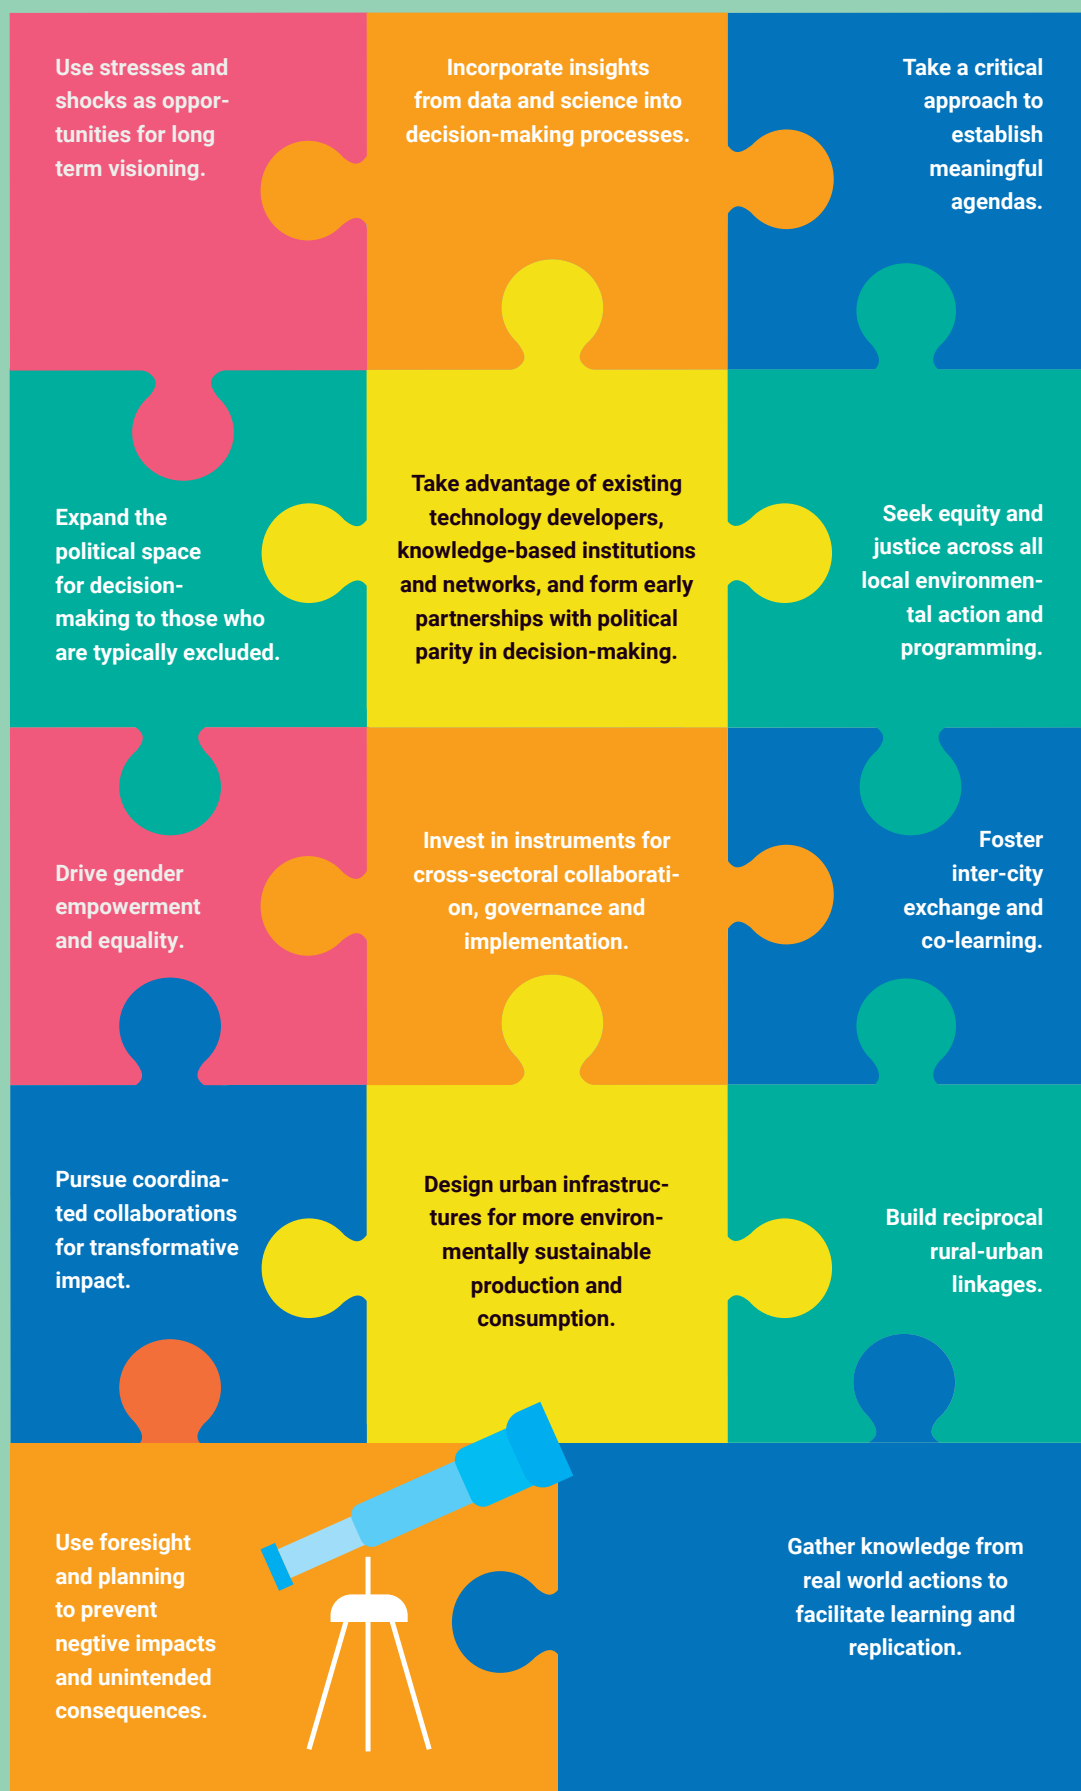 Use stresses and
shocks as oppor-
tunities for long
term visioning.
Incorporate insights
from data and science into
decision-making processes.
Take a critical
approach to
establish
meaningful
agendas.
Expand the
political space
for decision-
making to those who
are typically excluded.
Take advantage of existing
technology developers,
knowledge-based institutions
and networks, and form early
partnerships with political
parity in decision-making.
Seek equity and
justice across all
local environmen-
tal action and
programming.
Drive gender
empowerment
and equality.
Invest in instruments for
cross-sectoral collaborati-
on, governance and
implementation.
Foster
inter-city
exchange and
co-learning.
Pursue coordina-
ted collaborations
for transformative
impact.
Design urban infrastruc-
tures for more environ-
mentally sustainable
production and
consumption.
Build reciprocal
rural-urban
linkages.
Use foresight
and planning
to prevent
negtive impacts
and unintended
consequences.
Gather knowledge from
real world actions to
facilitate learning and
replication.